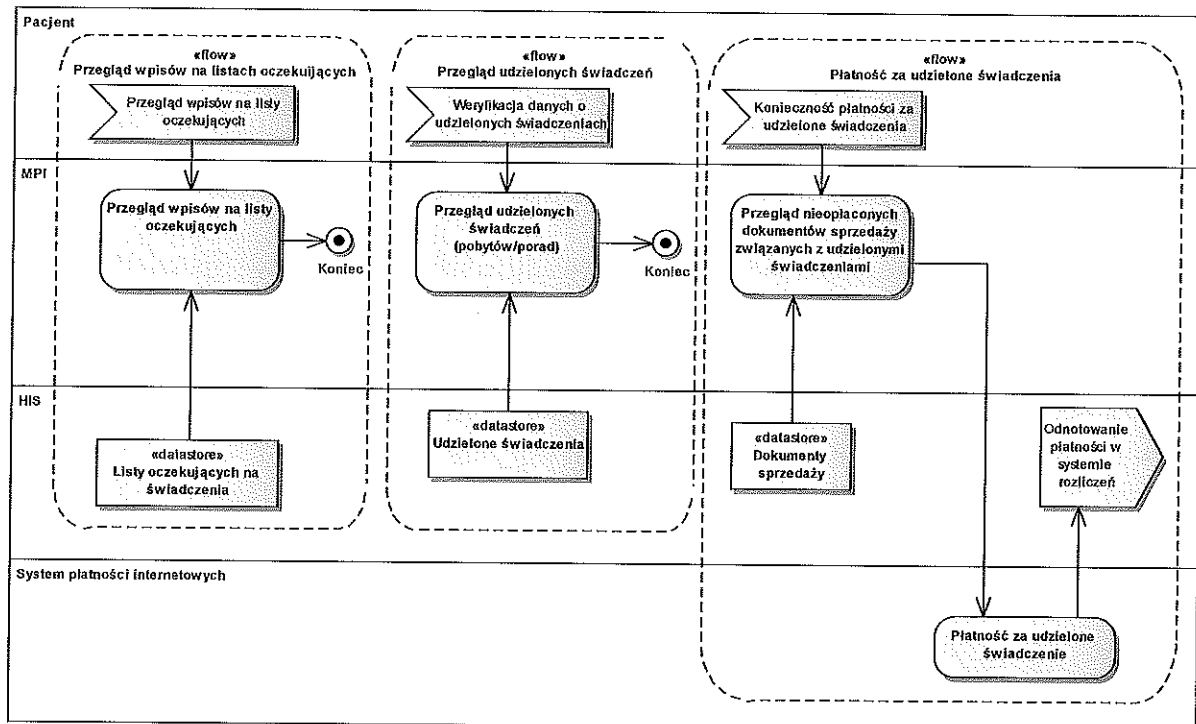 Pacjent
«flow»
Przegląd wpisów na listach oczekuijących
Przegląd wpisów na listy
oczekujących
«flow»
Przegląd udzielonych świadczeń
Weryfikacja danych o
udzielonych świadczeniach
«flow»
Płatność za udzielone świadczenia
Konieczność płatności za
udzielone świadczenia
MPI
Przegląd wpisów na listy
oczekujących
Koniec
Przegląd udzielonych
świadczeń
(pobytów/porad)
Koniec
Przegląd nieopłaconych
dokumentów sprzedaży
związanych z udzielonymi
świadczeniami
HIS
«datastore»
Listy oczekujących na
świadczenia
«datastore»
Udzielone świadczenia
«datastore»
Dokumenty
sprzedaży
Odnotowanie
płatności w
systemie
rozliczeń
System płatności internetowych
Płatność za udzielone
świadczenie